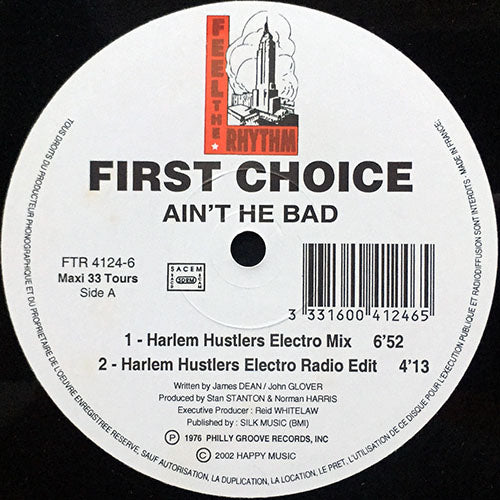 FEEL THE
RHYTHM
FIRST CHOICE
AIN'T HE BAD
FTR 4124-6
Maxi 33 Tours
Side A
SACEM
SDRM
3 331600 412465
1 - Harlem Hustlers Electro Mix 6'52
2 - Harlem Hustlers Electro Radio Edit 4'13
Written by James DEAN / John GLOVER
Produced by Stan STANTON & Norman HARRIS
Executive Producer : Reid WHITELAW
Published by : SILK MUSIC (BMI)
℗ 1976 PHILLY GROOVE RECORDS, INC
© 2002 HAPPY MUSIC
TOUS DROITS DU PRODUCTEUR PHONOGRAPHIQUE ET DU PROPRIETAIRE DE L'OEUVRE ENREGISTREE RESERVES. SAUF AUTORISATION, LA DUPLICATION, LA LOCATION, LE PRET, L'UTILISATION DE CE DISQUE POUR L'EXECUTION PUBLIQUE ET RADIODIFFUSION SONT INTERDITS - MADE IN FRANCE.